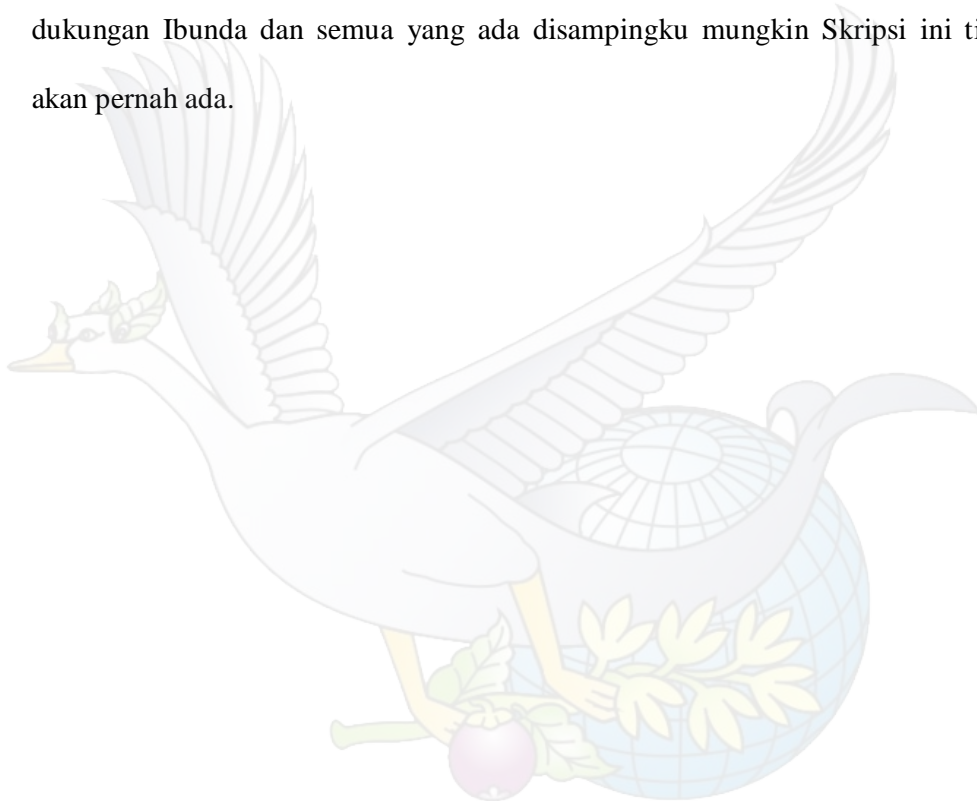 dukungan Ibunda dan semua yang ada disampingku mungkin Skripsi ini
akan pernah ada.